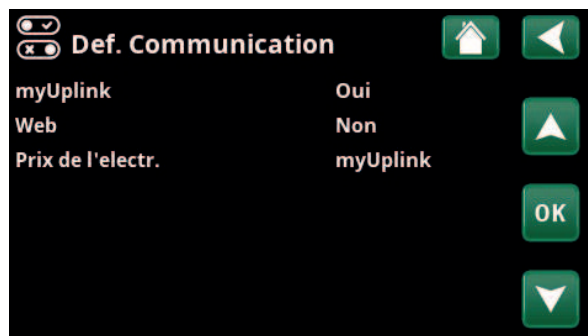 Def. Communication
myUplink Oui
Web Non
Prix de l'electr. myUplink
OK